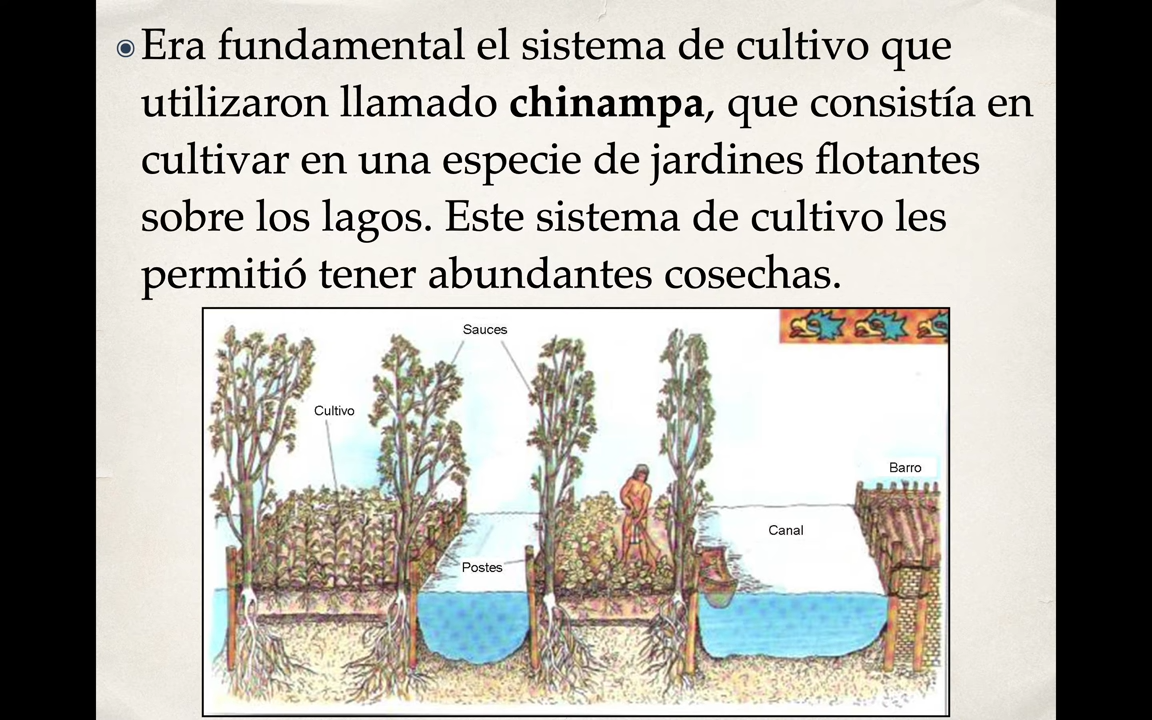 Era fundamental el sistema de cultivo que
utilizaron llamado chinampa, que consistía en
cultivar en una especie de jardines flotantes
sobre los lagos. Este sistema de cultivo les
permitió tener abundantes cosechas.
Sauces
Cultivo
Barro
Canal
Postes